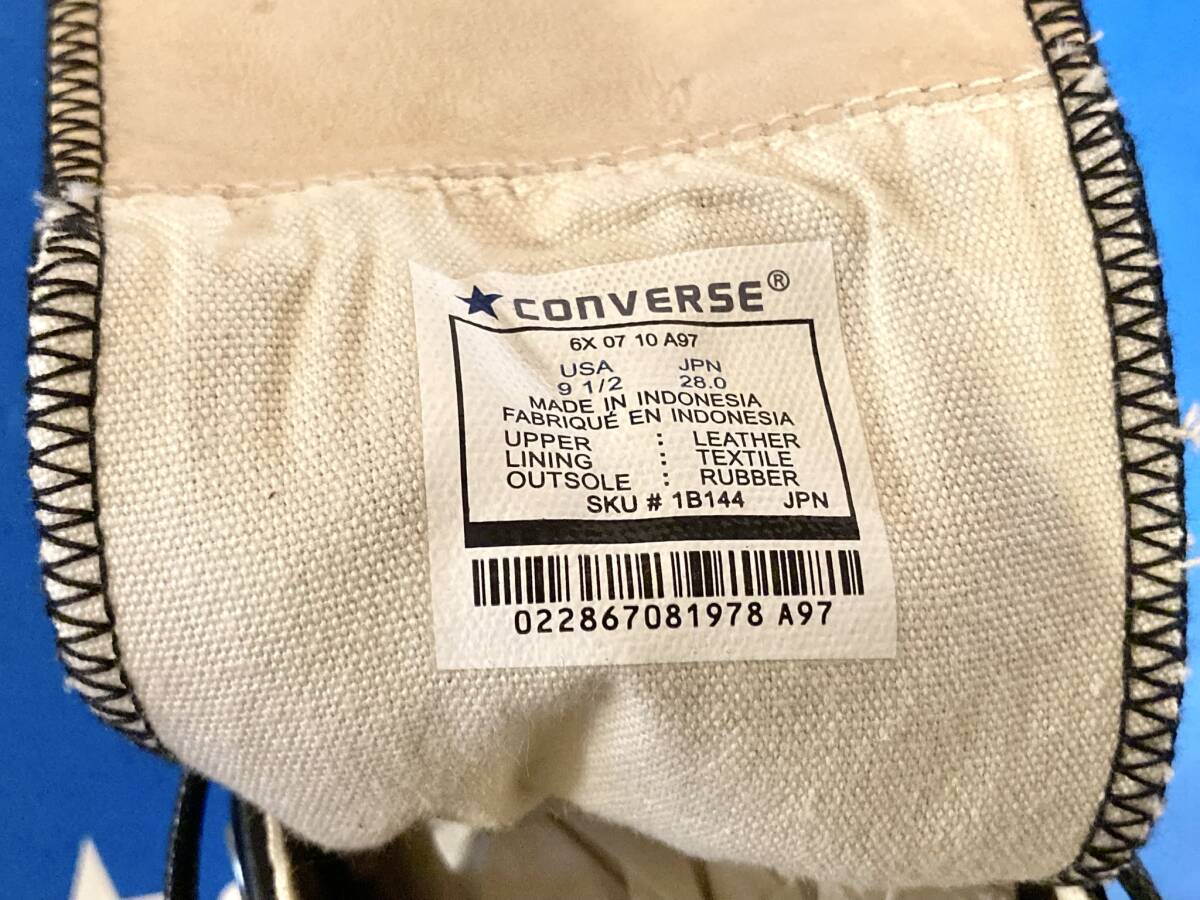 CONVERSE®
6X 07 10 A97
USA JPN
9 1/2 28.0
MADE IN INDONESIA
FABRIQUÉ EN INDONESIA
UPPER : LEATHER
LINING : TEXTILE
OUTSOLE : RUBBER
SKU # 1B144 JPN
022867081978 A97